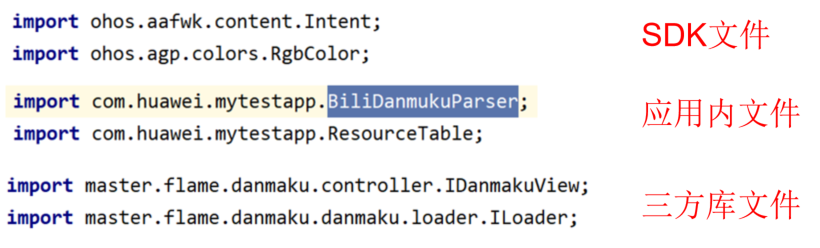 import ohos.aafwk.content.Intent;
import ohos.agp.colors.RgbColor;
SDK文件
import com.huawei.mytestapp.BiliDanmukuParser;
import com.huawei.mytestapp.ResourceTable;
应用内文件
import master.flame.danmaku.controller.IDanmakuView;
import master.flame.danmaku.danmaku.loader.ILoader;
三方库文件